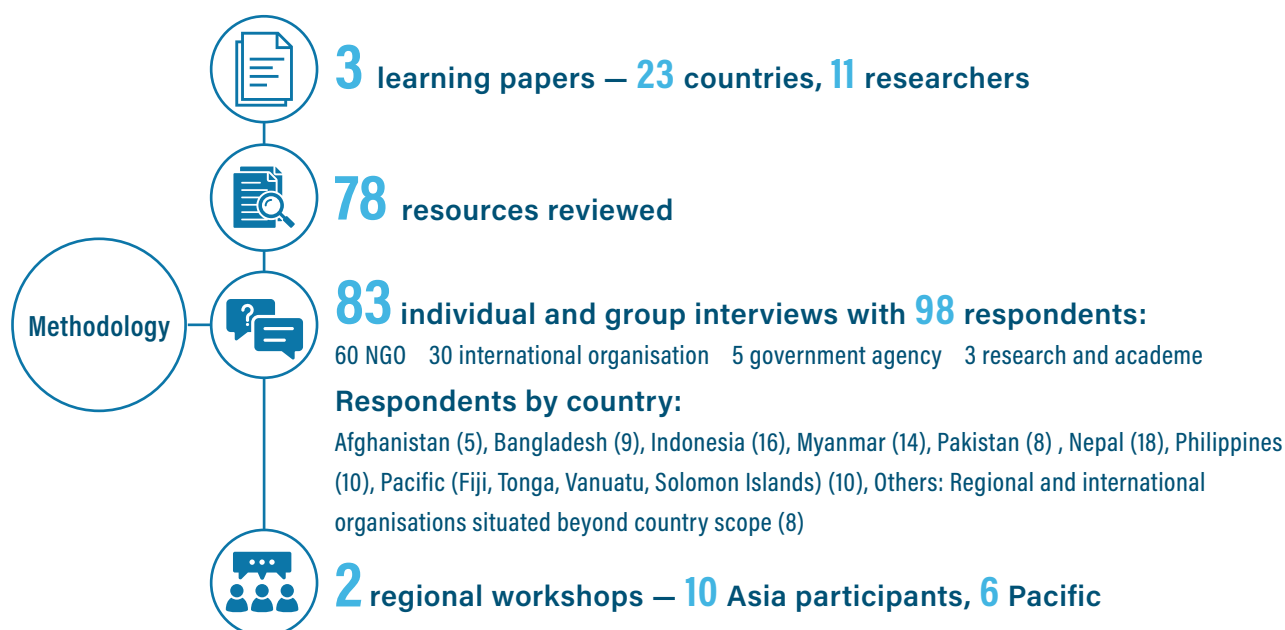 3 learning papers — 23 countries, 11 researchers
78 resources reviewed
Methodology
?
83 individual and group interviews with 98 respondents:
60 NGO 30 international organisation 5 government agency 3 research and academe
Respondents by country:
Afghanistan (5), Bangladesh (9), Indonesia (16), Myanmar (14), Pakistan (8) , Nepal (18), Philippines
(10), Pacific (Fiji, Tonga, Vanuatu, Solomon Islands) (10), Others: Regional and international
organisations situated beyond country scope (8)
2 regional workshops — 10 Asia participants, 6 Pacific